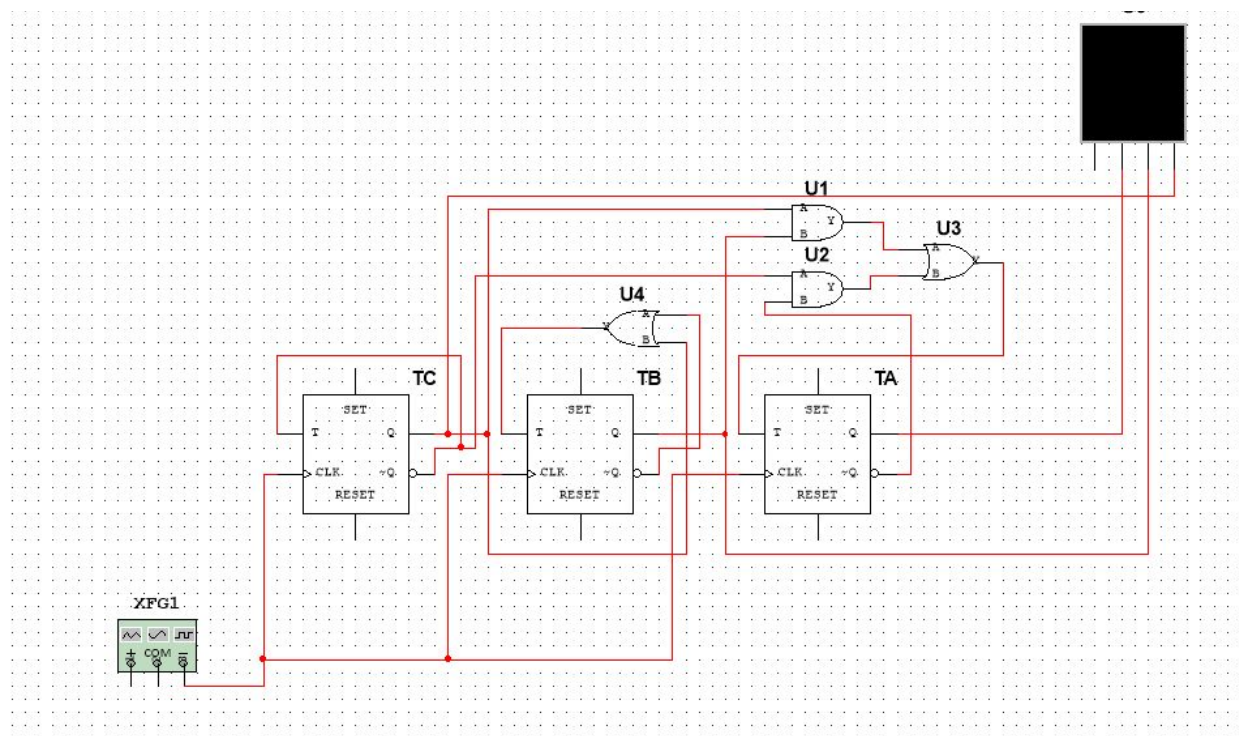 U1
A
Y
B
U3
A
Y
B
U2
A
Y
B
U4
A
Y
B
TC
SET
T Q
CLK ~Q
RESET
TB
SET
T Q
CLK ~Q
RESET
TA
SET
T Q
CLK ~Q
RESET
XFG1
+ COM −